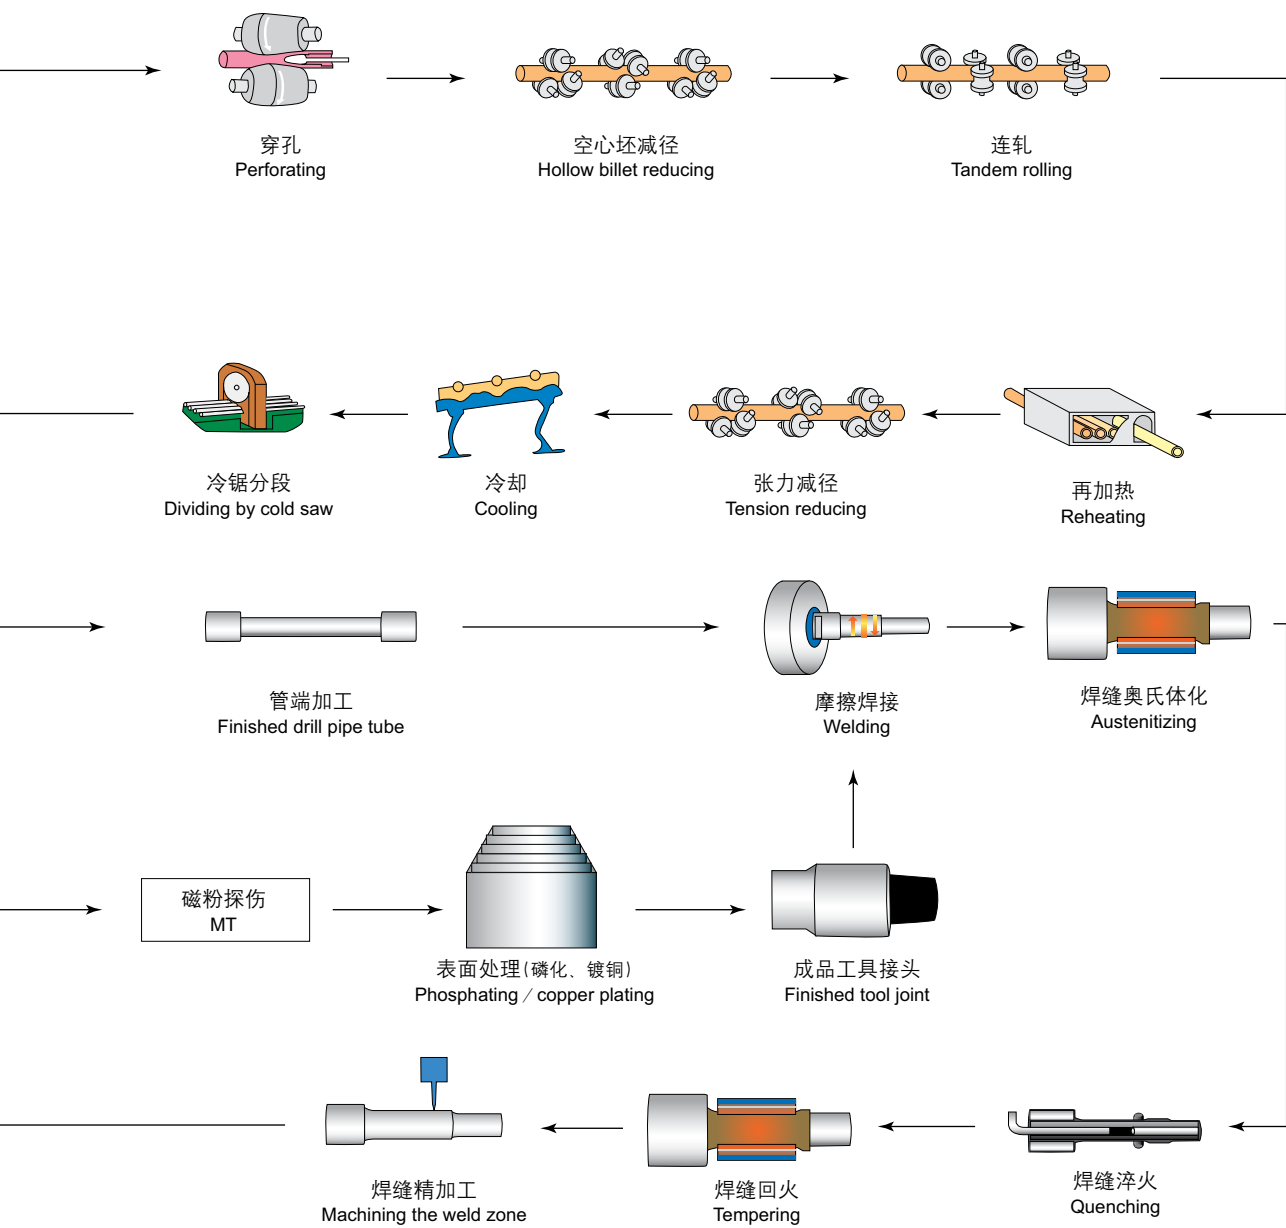 穿孔
Perforating
空心坯减径
Hollow billet reducing
连轧
Tandem rolling
冷锯分段
Dividing by cold saw
冷却
Cooling
张力减径
Tension reducing
再加热
Reheating
管端加工
Finished drill pipe tube
摩擦焊接
Welding
焊缝奥氏体化
Austenitizing
磁粉探伤
MT
表面处理(磷化、镀铜)
Phosphating / copper plating
成品工具接头
Finished tool joint
焊缝精加工
Machining the weld zone
焊缝回火
Tempering
焊缝淬火
Quenching